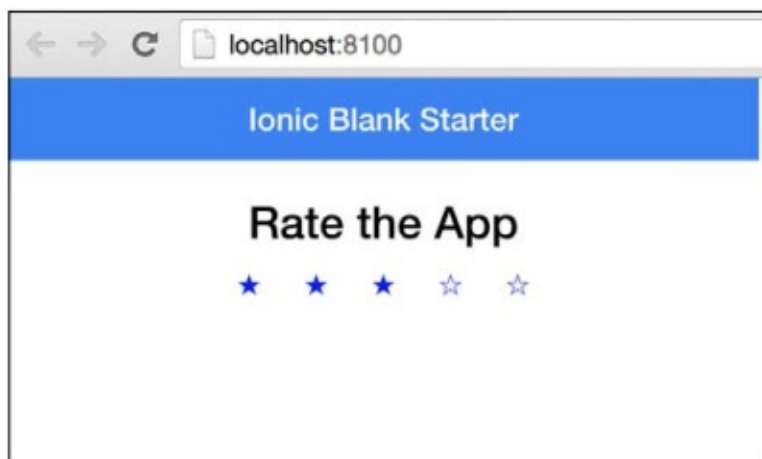 localhost:8100
Ionic Blank Starter
Rate the App
★ ★ ★ ☆ ☆